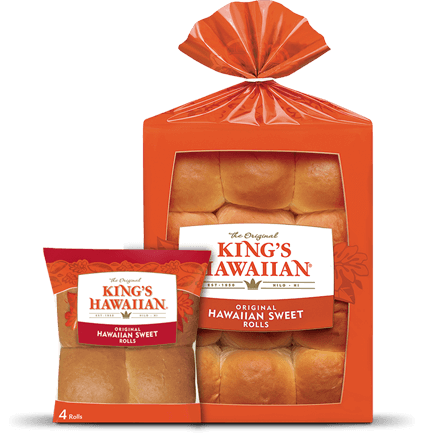 The Original
KING'S
HAWAIIAN®
EST • 1950 HILO • HI
ORIGINAL
HAWAIIAN SWEET
ROLLS
The Original
KING'S
HAWAIIAN
EST 1950 HILO HI
ORIGINAL
HAWAIIAN SWEET
ROLLS
4 Rolls